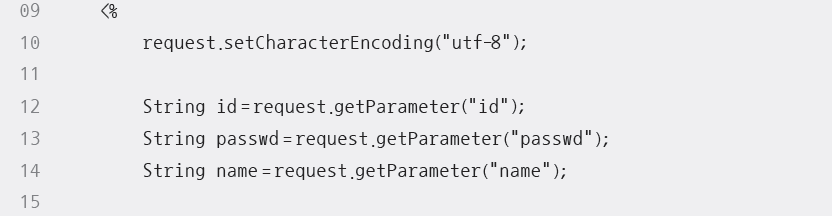 09 <%
10 request.setCharacterEncoding("utf-8");
11
12 String id=request.getParameter("id");
13 String passwd=request.getParameter("passwd");
14 String name=request.getParameter("name");
15